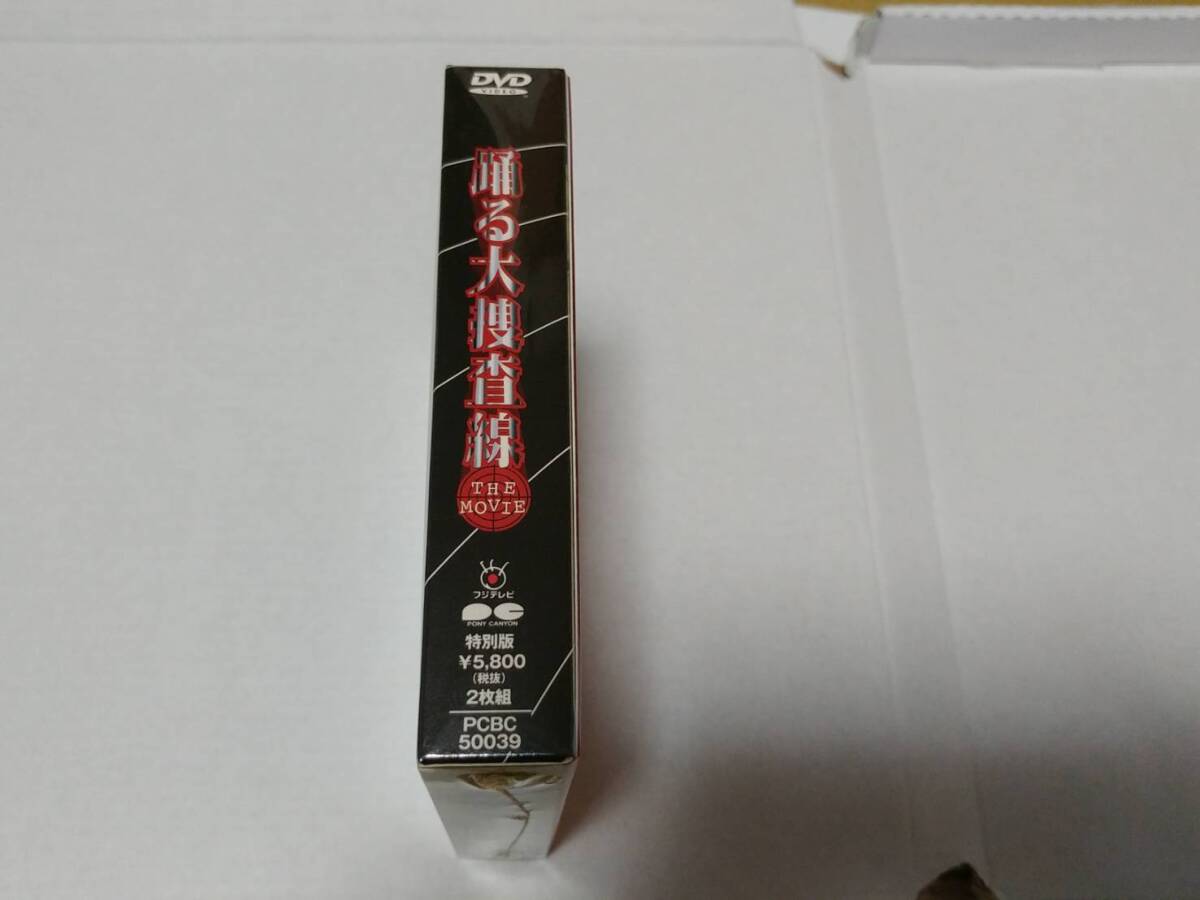 DVD
VIDEO
踊る大捜査線
THE
MOVIE
フジテレビ
PONY CANYON
特別版
¥5,800
(税抜)
2枚組
PCBC
50039